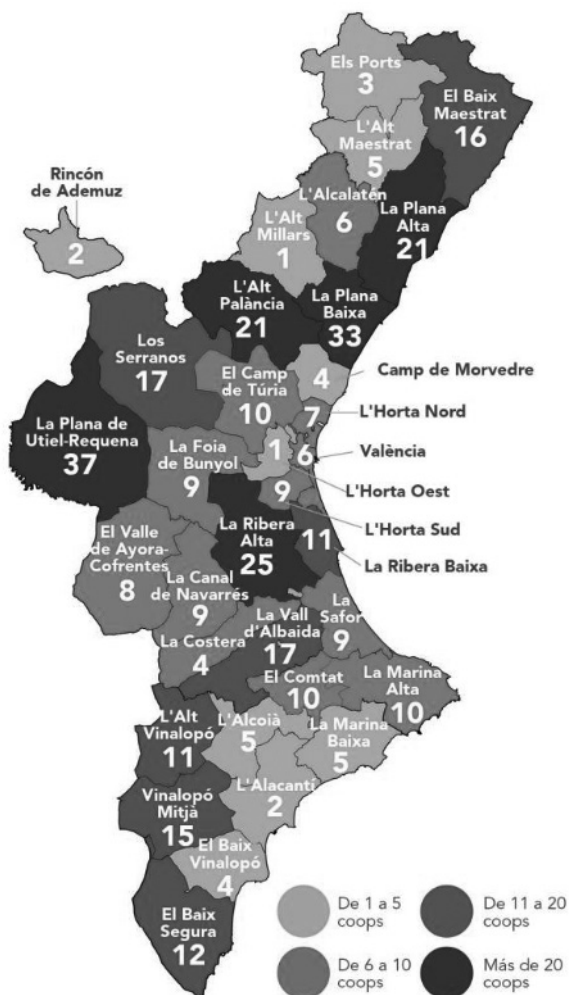 Els Ports
3
El Baix
Maestrat
16
L'Alt
Maestrat
5
Rincón
de Ademuz
2
L'Alcalatén
6
La Plana
Alta
21
L'Alt
Millars
1
L'Alt
Palància
21
La Plana
Baixa
33
Los
Serranos
17
El Camp
de Túria
10
4
Camp de Morvedre
7
L'Horta Nord
La Plana de
Utiel-Requena
37
La Foia
de Bunyol
9
1
6
València
L'Horta Oest
9
L'Horta Sud
La Ribera
Alta
25
11
La Ribera Baixa
El Valle
de Ayora-
Cofrentes
8
La Canal
de Navarrés
9
La
Safor
9
La Vall
d'Albaida
17
La Costera
4
El Comtat
10
La Marina
Alta
10
L'Alt
Vinalopó
11
L'Alcoià
5
La Marina
Baixa
5
L'Alacantí
2
Vinalopó
Mitjà
15
El Baix
Vinalopó
4
El Baix
Segura
12
De 1 a 5
coops
De 11 a 20
coops
De 6 a 10
coops
Más de 20
coops